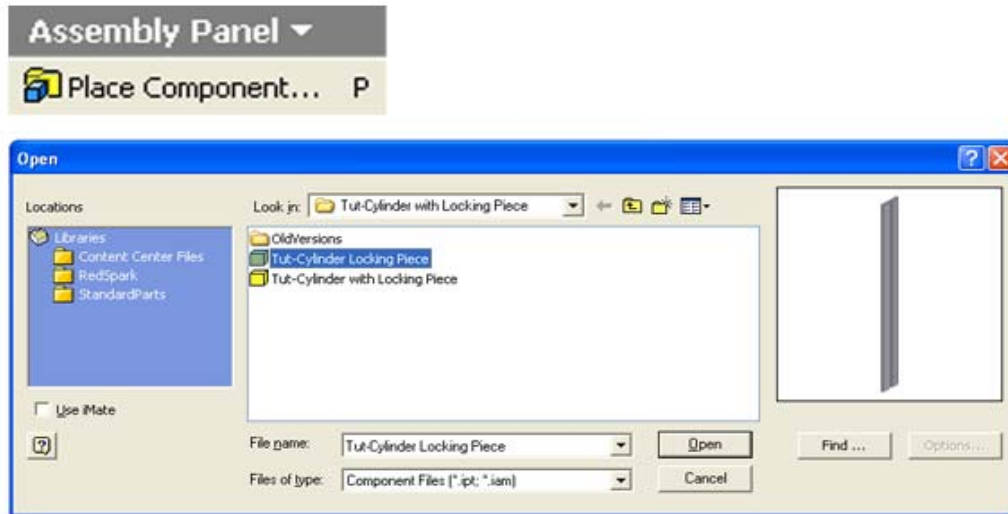 Assembly Panel
Place Component... P
Open
Locations
Look in: Tut-Cylinder with Locking Piece
Libraries
Content Center Files
RedSpark
StandardParts
OldVersions
Tut-Cylinder Locking Piece
Tut-Cylinder with Locking Piece
Use iMate
File name: Tut-Cylinder Locking Piece Open Find ... Options...
Files of type: Component Files (*.ipt; *.iam) Cancel